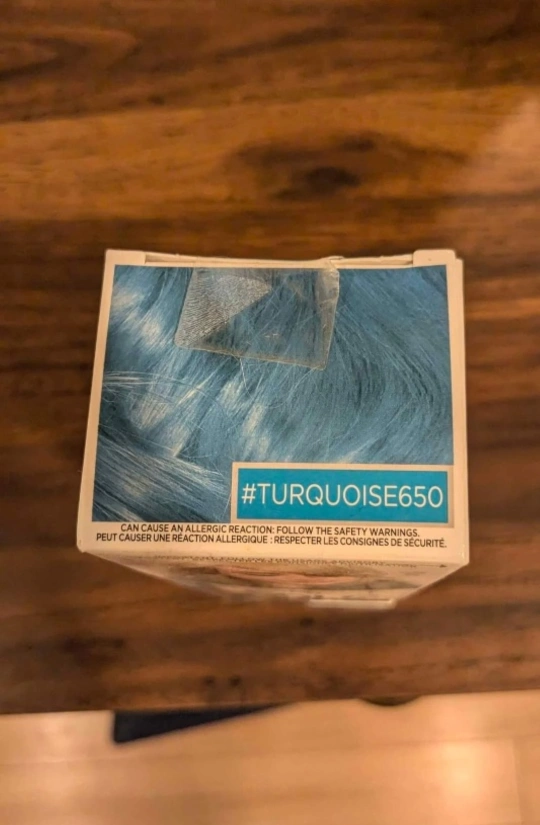 #TURQUOISE650
CAN CAUSE AN ALLERGIC REACTION: FOLLOW THE SAFETY WARNINGS.
PEUT CAUSER UNE RÉACTION ALLERGIQUE : RESPECTER LES CONSIGNES DE SÉCURITÉ.